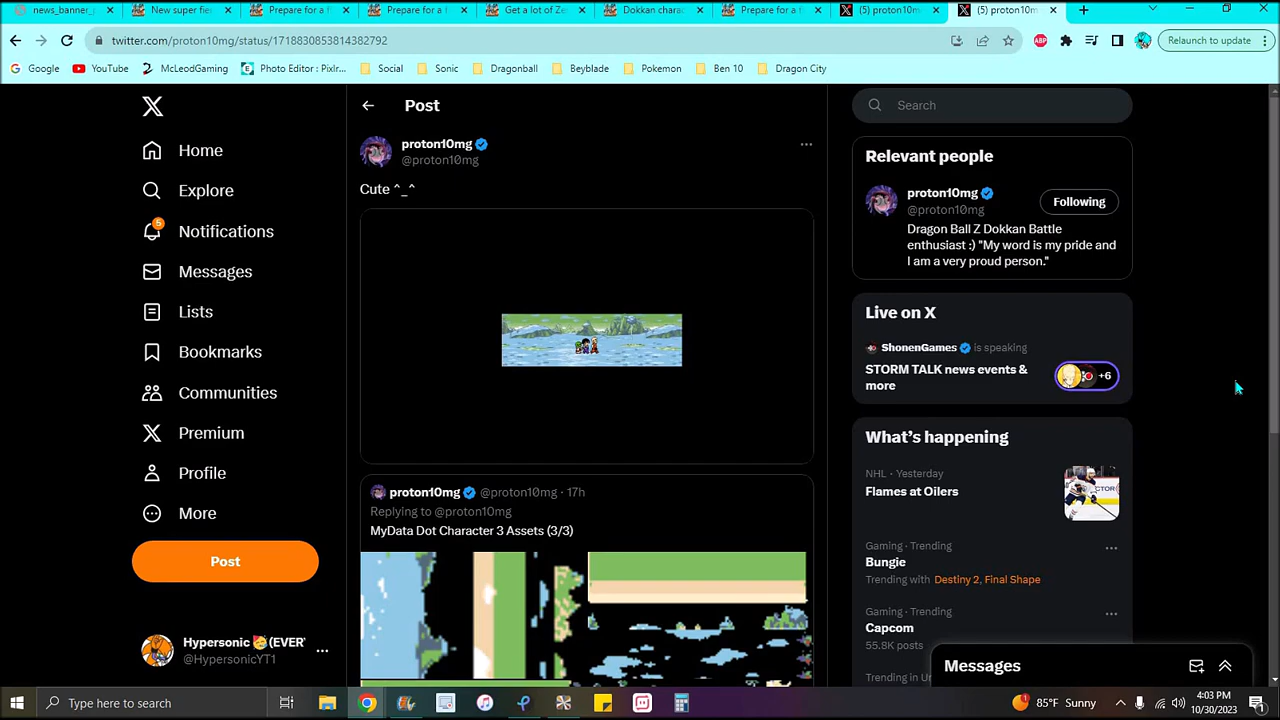 news_banner_
New super fie
Prepare for a f
Prepare for a f
Get a lot of Ze
Dokkan charac
Prepare for a f
(5) proton10m
(5) proton10m
twitter.com/proton10mg/status/1718830853814382792
Relaunch to update
Google
YouTube
McLeodGaming
Photo Editor : Pixlr...
Social
Sonic
Dragonball
Beyblade
Pokemon
Ben 10
Dragon City
Home
Explore
5
Notifications
Messages
Lists
Bookmarks
Communities
Premium
Profile
More
Post
Hypersonic (EVER
@HypersonicYT1
Post
proton10mg
@proton10mg
Cute ^_^
proton10mg @proton10mg · 17h
Replying to @proton10mg
MyData Dot Character 3 Assets (3/3)
Search
Relevant people
proton10mg
@proton10mg
Following
Dragon Ball Z Dokkan Battle
enthusiast :) "My word is my pride and
I am a very proud person."
Live on X
ShonenGames is speaking
STORM TALK news events &
more
+6
What's happening
NHL · Yesterday
Flames at Oilers
Gaming · Trending
Bungie
Trending with Destiny 2, Final Shape
Gaming · Trending
Capcom
55.8K posts
Messages
Type here to search
85°F Sunny
4:03 PM
10/30/2023
1